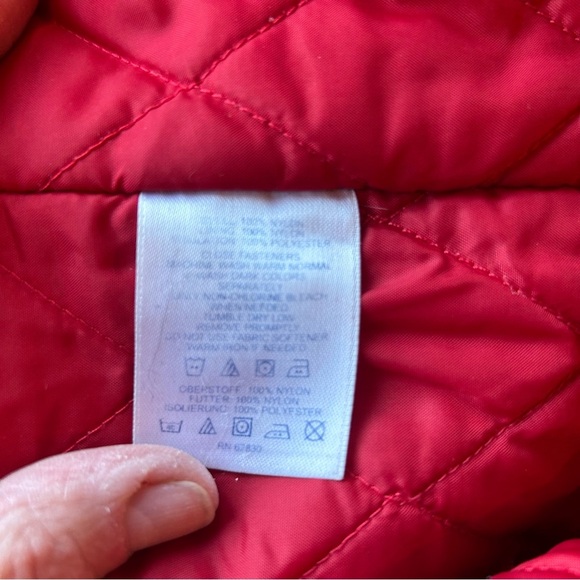 100% NYLON
LINING: 100% NYLON
INSULATION: 100% POLYESTER
CLOSE FASTENERS
MACHINE WASH WARM NORMAL
WASH DARK COLORS
SEPARATELY
ONLY NON-CHLORINE BLEACH
WHEN NEEDED
TUMBLE DRY LOW
REMOVE PROMPTLY
DO NOT USE FABRIC SOFTENER
WARM IRON IF NEEDED
OBERSTOFF: 100% NYLON
FUTTER: 100% NYLON
ISOLIERUNG: 100% POLYESTER
RN 62830